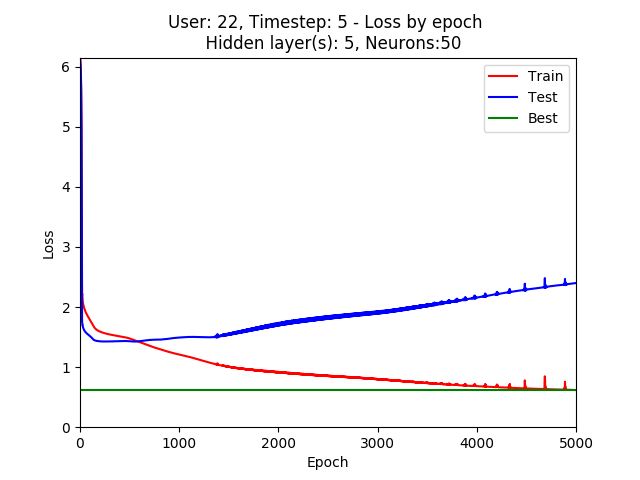 User: 22, Timestep: 5 - Loss by epoch
Hidden layer(s): 5, Neurons:50
Train
Test
Best
6
5
4
3
2
1
0
Loss
0 1000 2000 3000 4000 5000
Epoch